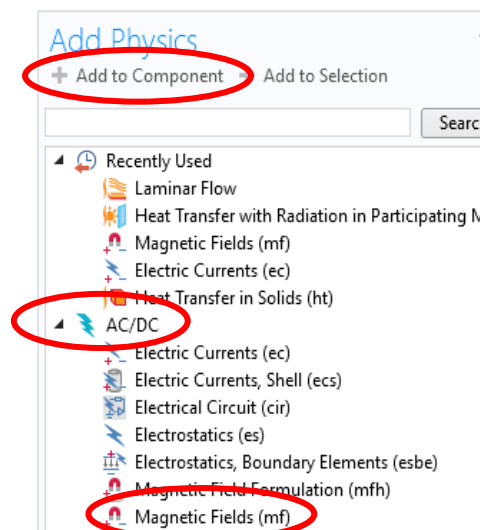 Add Physics
Add to Component Add to Selection
Searc
Recently Used
Laminar Flow
Heat Transfer with Radiation in Participating M
Magnetic Fields (mf)
Electric Currents (ec)
Heat Transfer in Solids (ht)
AC/DC
Electric Currents (ec)
Electric Currents, Shell (ecs)
Electrical Circuit (cir)
Electrostatics (es)
Electrostatics, Boundary Elements (esbe)
Magnetic Field Formulation (mfh)
Magnetic Fields (mf)